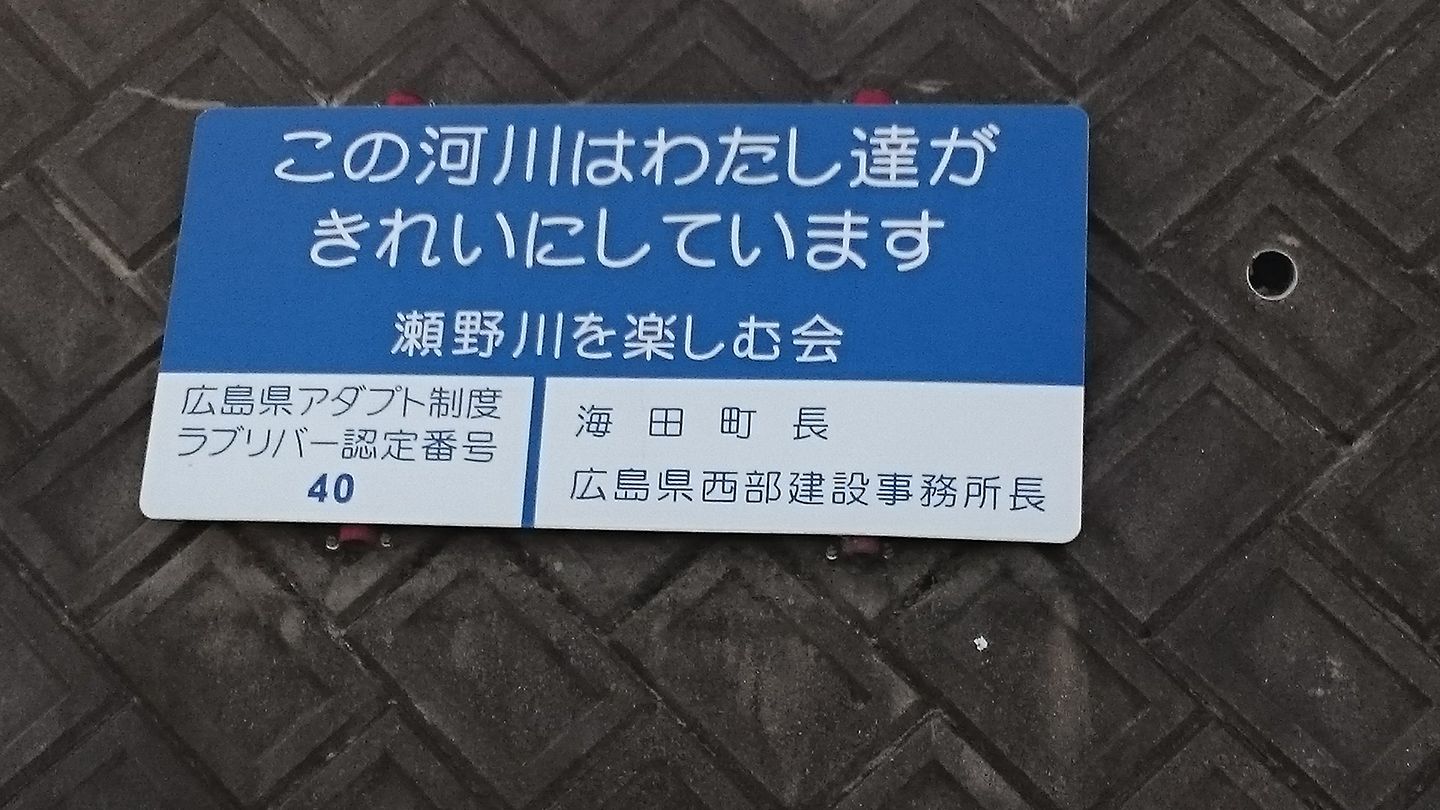 この河川はわたし達が
きれいにしています
瀬野川を楽しむ会
広島県アダプト制度
ラブリバー認定番号
40
海田町長
広島県西部建設事務所長